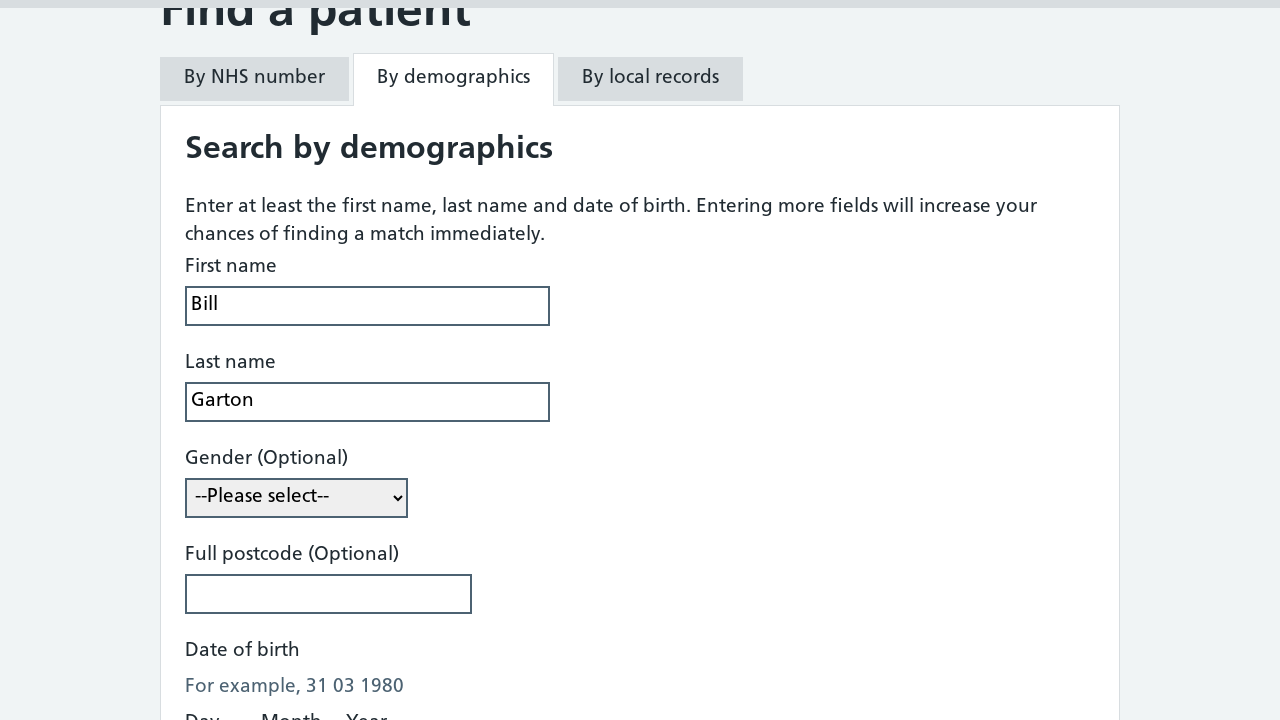 Find a patient
By NHS number
By demographics
By local records
Search by demographics
Enter at least the first name, last name and date of birth. Entering more fields will increase your
chances of finding a match immediately.
First name
Bill
Last name
Garton
Gender (Optional)
--Please select--
Full postcode (Optional)
Date of birth
For example, 31 03 1980
Day Month Year